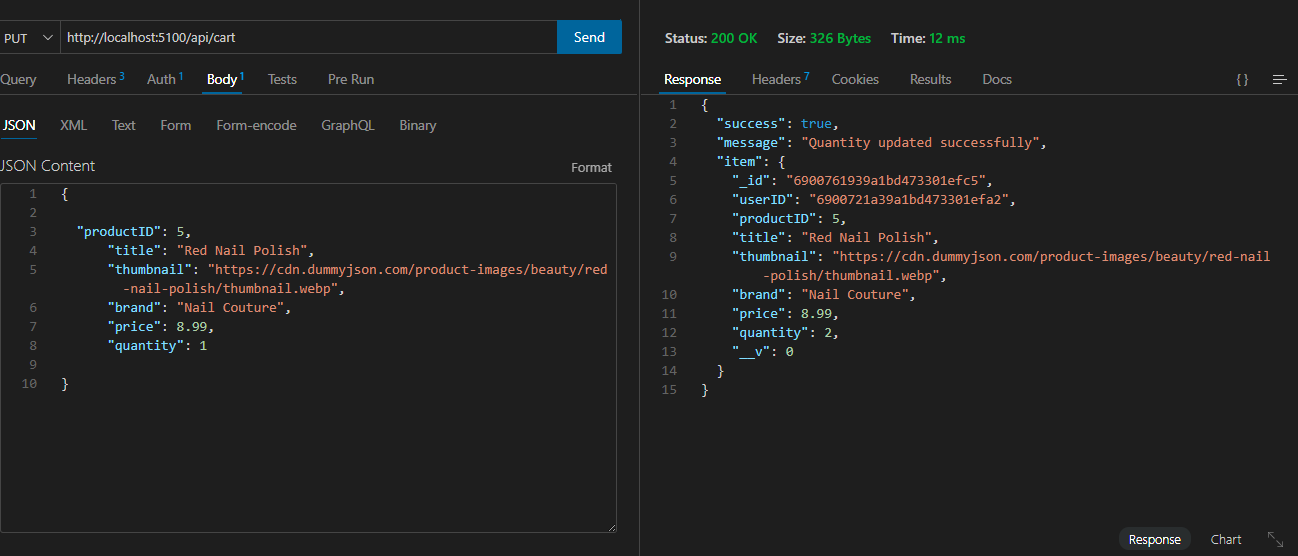 PUT http://localhost:5100/api/cart Send
Query Headers 3 Auth 1 Body 1 Tests Pre Run
JSON XML Text Form Form-encode GraphQL Binary
JSON Content Format
1 {
2
3 "productID": 5,
4 "title": "Red Nail Polish",
5 "thumbnail": "https://cdn.dummyjson.com/product-images/beauty/red
-nail-polish/thumbnail.webp",
6 "brand": "Nail Couture",
7 "price": 8.99,
8 "quantity": 1
9
10 }
Status: 200 OK Size: 326 Bytes Time: 12 ms
Response Headers 7 Cookies Results Docs {}
1 {
2 "success": true,
3 "message": "Quantity updated successfully",
4 "item": {
5 "_id": "6900761939a1bd473301efc5",
6 "userID": "6900721a39a1bd473301efa2",
7 "productID": 5,
8 "title": "Red Nail Polish",
9 "thumbnail": "https://cdn.dummyjson.com/product-images/beauty/red-nail
-polish/thumbnail.webp",
10 "brand": "Nail Couture",
11 "price": 8.99,
12 "quantity": 2,
13 "__v": 0
14 }
15 }
Response Chart